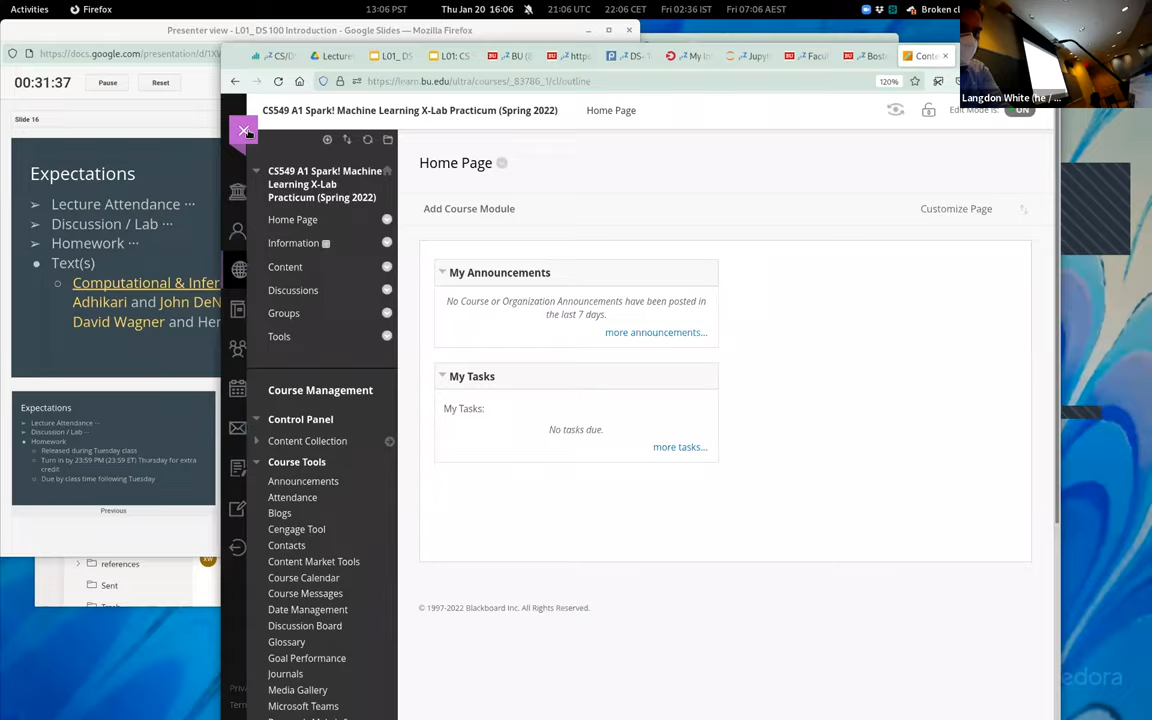 Activities
Firefox
13:06 PST
Thu Jan 20 16:06
21:06 UTC
22:06 CET
Fri 02:36 IST
Fri 07:06 AEST
Broken cl
Langdon White (he / ...
Presenter view - L01_ DS 100 Introduction - Google Slides — Mozilla Firefox
https://docs.google.com/presentation/d/1XW
00:31:37
Pause
Reset
Slide 16
Expectations
➢ Lecture Attendance ...
➢ Discussion / Lab ...
➢ Homework ...
● Text(s)
○ Computational & Infer
Adhikari and John DeN
David Wagner and Her
Expectations
➢ Lecture Attendance ...
➢ Discussion / Lab ...
● Homework
○ Released during Tuesday class
○ Turn in by 23:59 PM (23:59 ET) Thursday for extra
credit
○ Due by class time following Tuesday
Previous
references
Sent
CS/D
Lecture
L01_ DS
L01: CS
BU (E
https
DS-
My In
Jupy
Facu
Bost
Conte
https://learn.bu.edu/ultra/courses/_83786_1/cl/outline
120%
CS549 A1 Spark! Machine Learning X-Lab Practicum (Spring 2022)
Home Page
Edit Mode is:
ON
CS549 A1 Spark! Machine
Learning X-Lab
Practicum (Spring 2022)
Home Page
Information
Content
Discussions
Groups
Tools
Course Management
Control Panel
Content Collection
Course Tools
Announcements
Attendance
Blogs
Cengage Tool
Contacts
Content Market Tools
Course Calendar
Course Messages
Date Management
Discussion Board
Glossary
Goal Performance
Journals
Media Gallery
Microsoft Teams
Priva
Term
Home Page
Add Course Module
Customize Page
My Announcements
No Course or Organization Announcements have been posted in
the last 7 days.
more announcements...
My Tasks
My Tasks:
No tasks due.
more tasks...
© 1997-2022 Blackboard Inc. All Rights Reserved.
edora